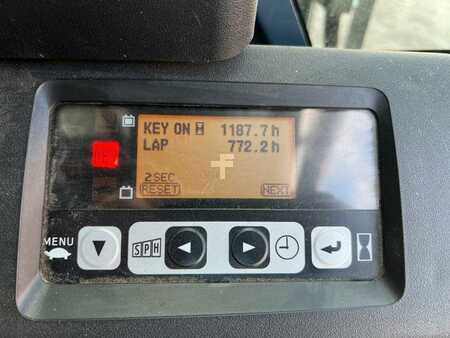 KEY ON 1187.7h
LAP 772.2h
2SEC
RESET NEXT
MENU
SPH